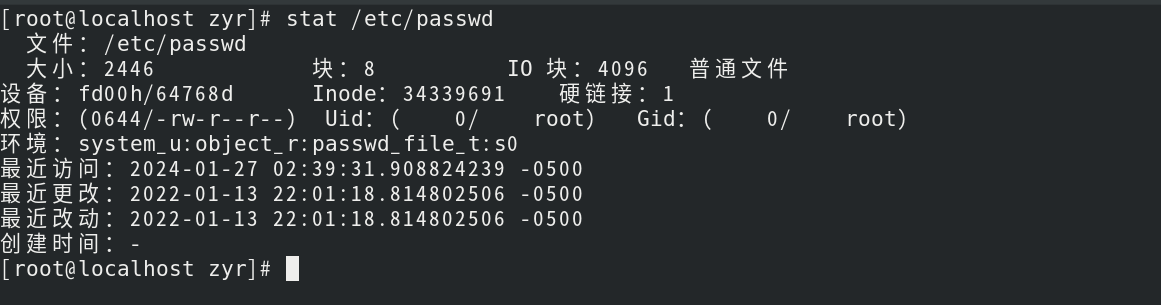 [root@localhost zyr]# stat /etc/passwd
  文件：/etc/passwd
  大小：2446            块：8          IO 块：4096   普通文件
设备：fd00h/64768d      Inode：34339691    硬链接：1
权限：(0644/-rw-r--r--)  Uid：(    0/    root)   Gid：(    0/    root)
环境：system_u:object_r:passwd_file_t:s0
最近访问：2024-01-27 02:39:31.908824239 -0500
最近更改：2022-01-13 22:01:18.814802506 -0500
最近改动：2022-01-13 22:01:18.814802506 -0500
创建时间：-
[root@localhost zyr]#